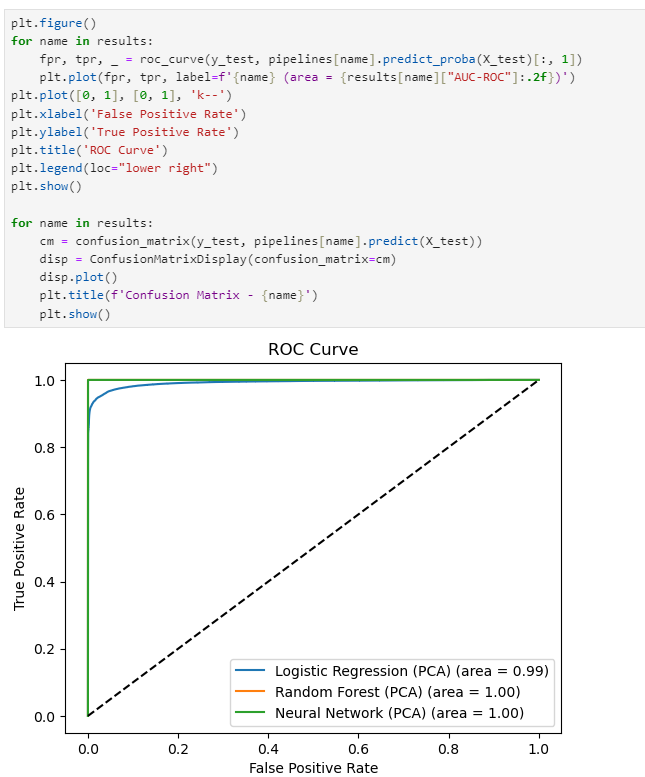 plt.figure()
for name in results:
    fpr, tpr, _ = roc_curve(y_test, pipelines[name].predict_proba(X_test)[:, 1])
    plt.plot(fpr, tpr, label=f'{name} (area = {results[name]["AUC-ROC"]:.2f})')
plt.plot([0, 1], [0, 1], 'k--')
plt.xlabel('False Positive Rate')
plt.ylabel('True Positive Rate')
plt.title('ROC Curve')
plt.legend(loc="lower right")
plt.show()

for name in results:
    cm = confusion_matrix(y_test, pipelines[name].predict(X_test))
    disp = ConfusionMatrixDisplay(confusion_matrix=cm)
    disp.plot()
    plt.title(f'Confusion Matrix - {name}')
    plt.show()
ROC Curve
True Positive Rate
1.0
0.8
0.6
0.4
0.2
0.0
Logistic Regression (PCA) (area = 0.99)
Random Forest (PCA) (area = 1.00)
Neural Network (PCA) (area = 1.00)
0.0 0.2 0.4 0.6 0.8 1.0
False Positive Rate